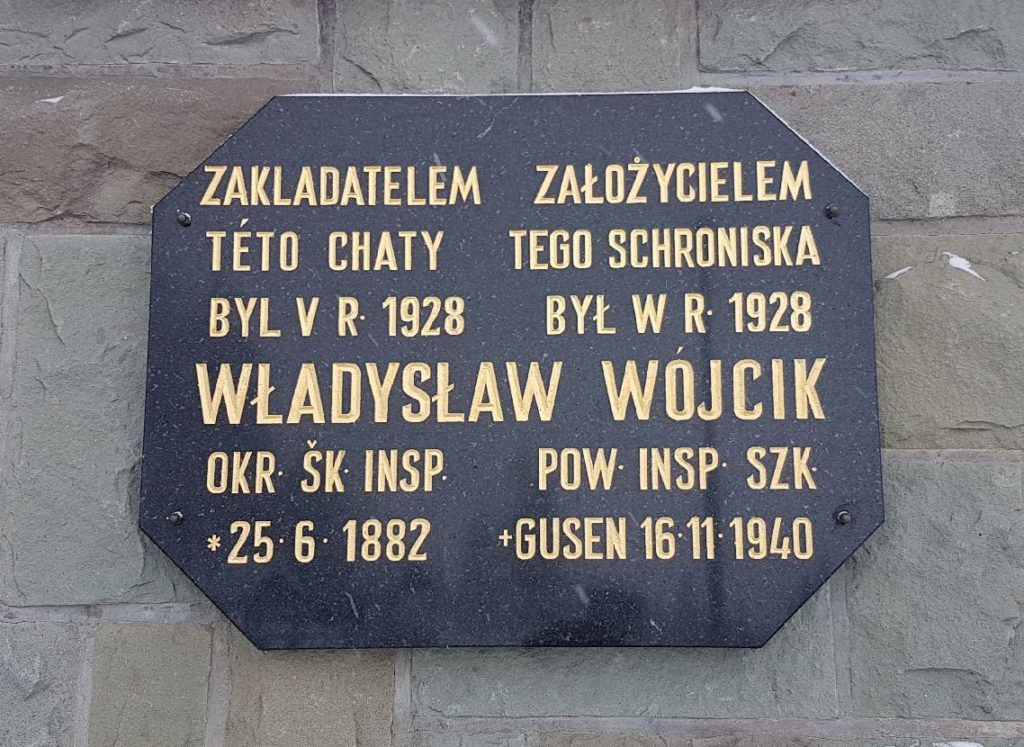 ZAKLADATELEM ZAŁOŻYCIELEM
TÉTO CHATY TEGO SCHRONISKA
BYL V R· 1928 BYŁ W R· 1928
WŁADYSŁAW WÓJCIK
OKR· ŠK· INSP· POW· INSP· SZK·
*25·6·1882 +GUSEN 16·11·1940